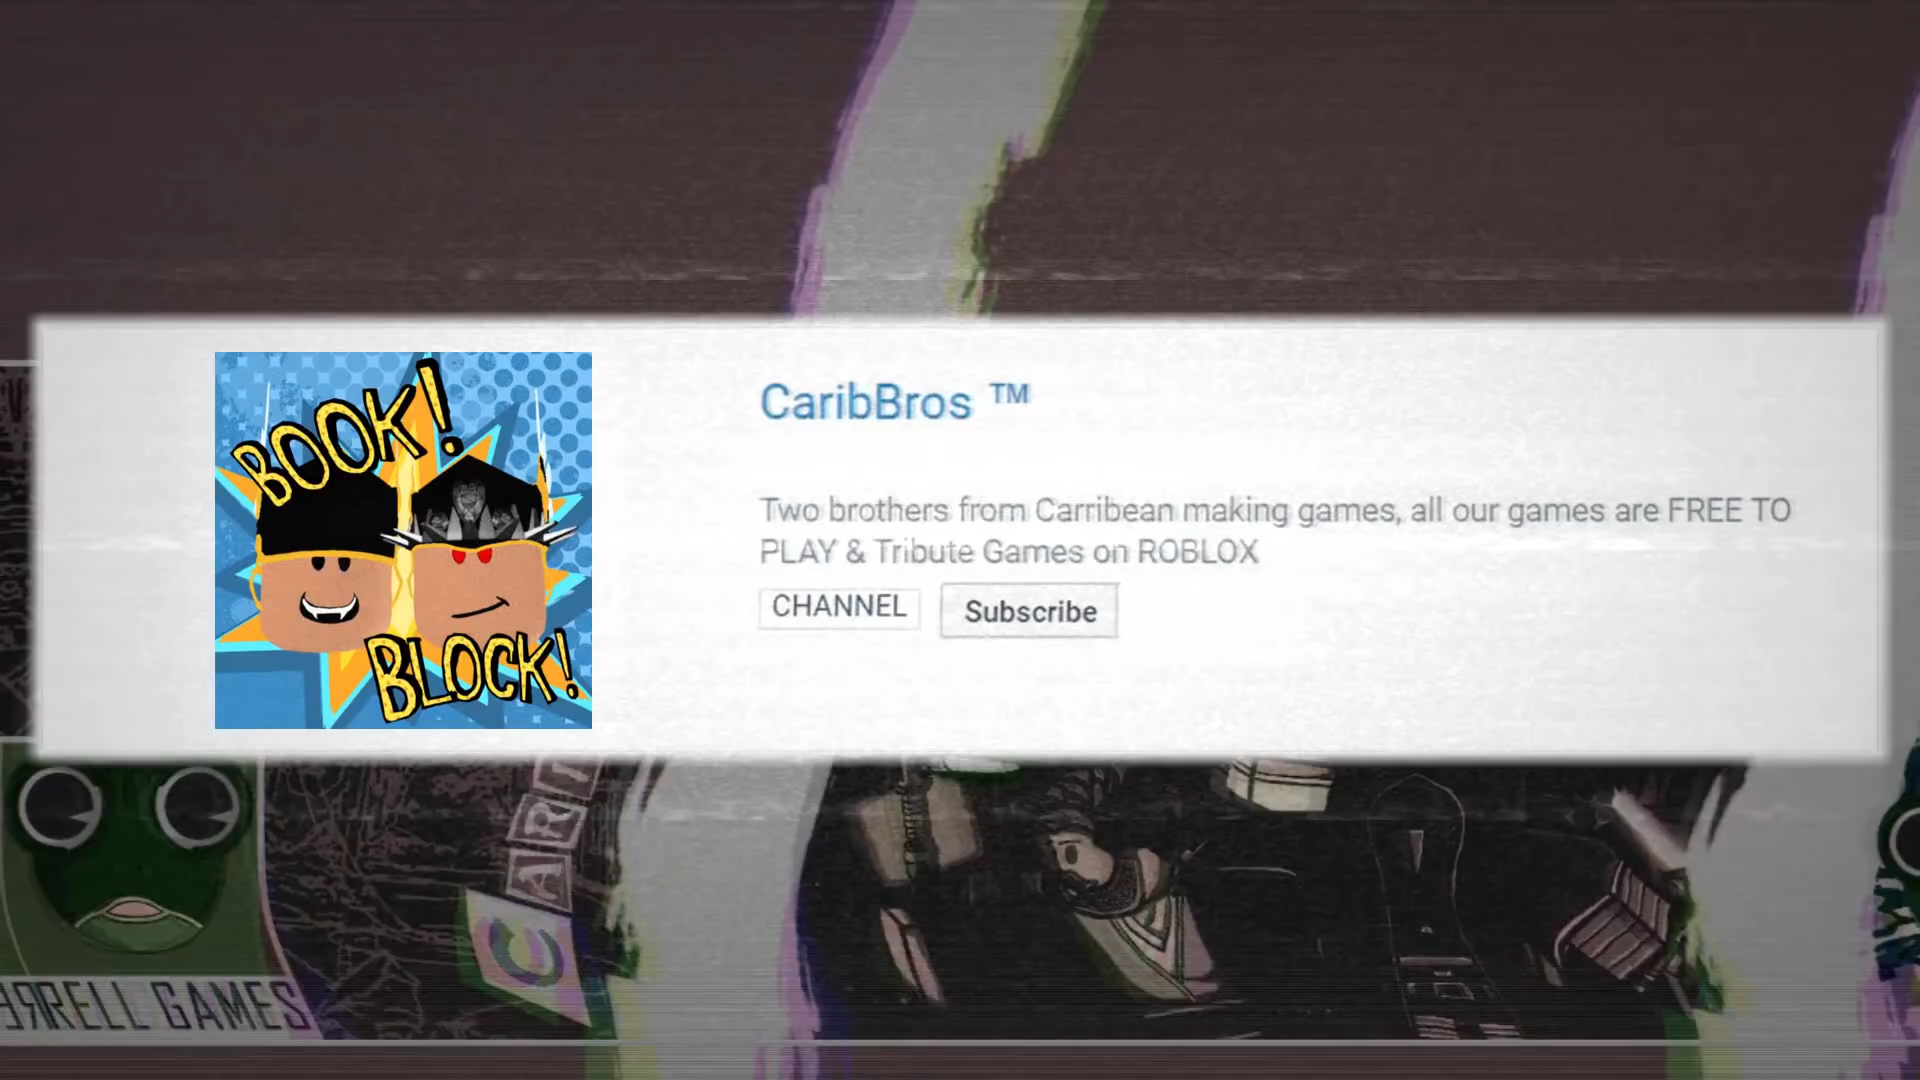 BOOK!
BLOCK!
CaribBros ™
Two brothers from Carribean making games, all our games are FREE TO
PLAY & Tribute Games on ROBLOX
CHANNEL
Subscribe
CARI
RRELL GAMES